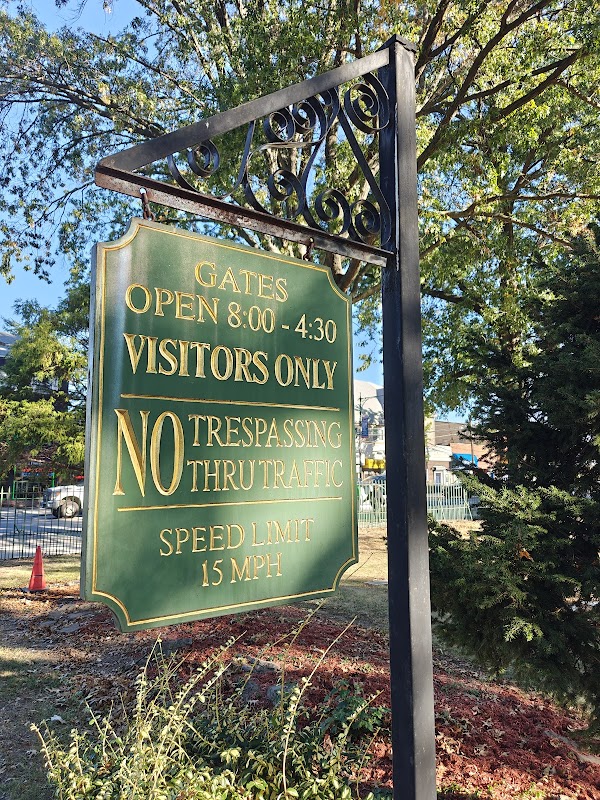 GATES
OPEN 8:00 - 4:30
VISITORS ONLY
NO TRESPASSING
THRU TRAFFIC
SPEED LIMIT
15 MPH